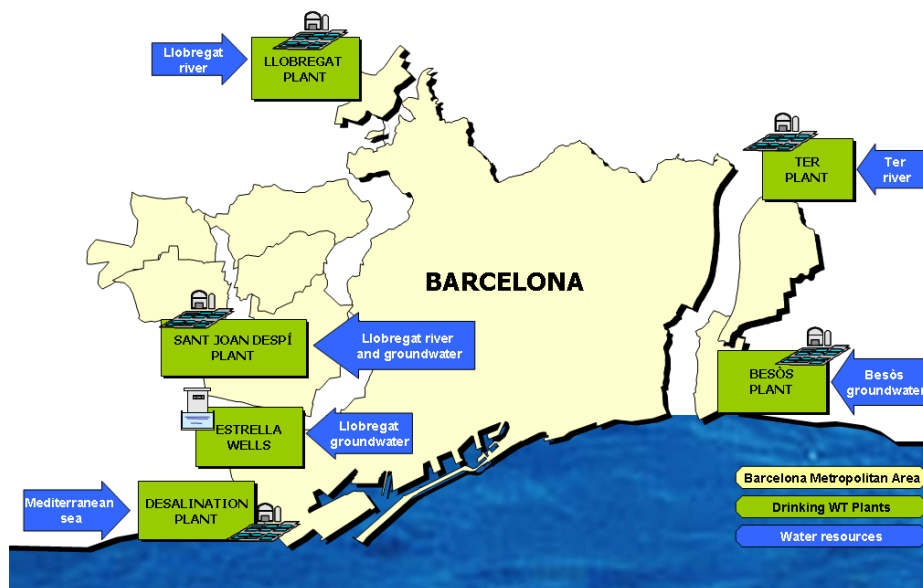 Llobregat
river
LLOBREGAT
PLANT
TER
PLANT
Ter
river
BARCELONA
SANT JOAN DESPÍ
PLANT
Llobregat river
and groundwater
BESÒS
PLANT
Besòs
groundwater
ESTRELLA
WELLS
Llobregat
groundwater
Mediterranean
sea
DESALINATION
PLANT
Barcelona Metropolitan Area
Drinking WT Plants
Water resources